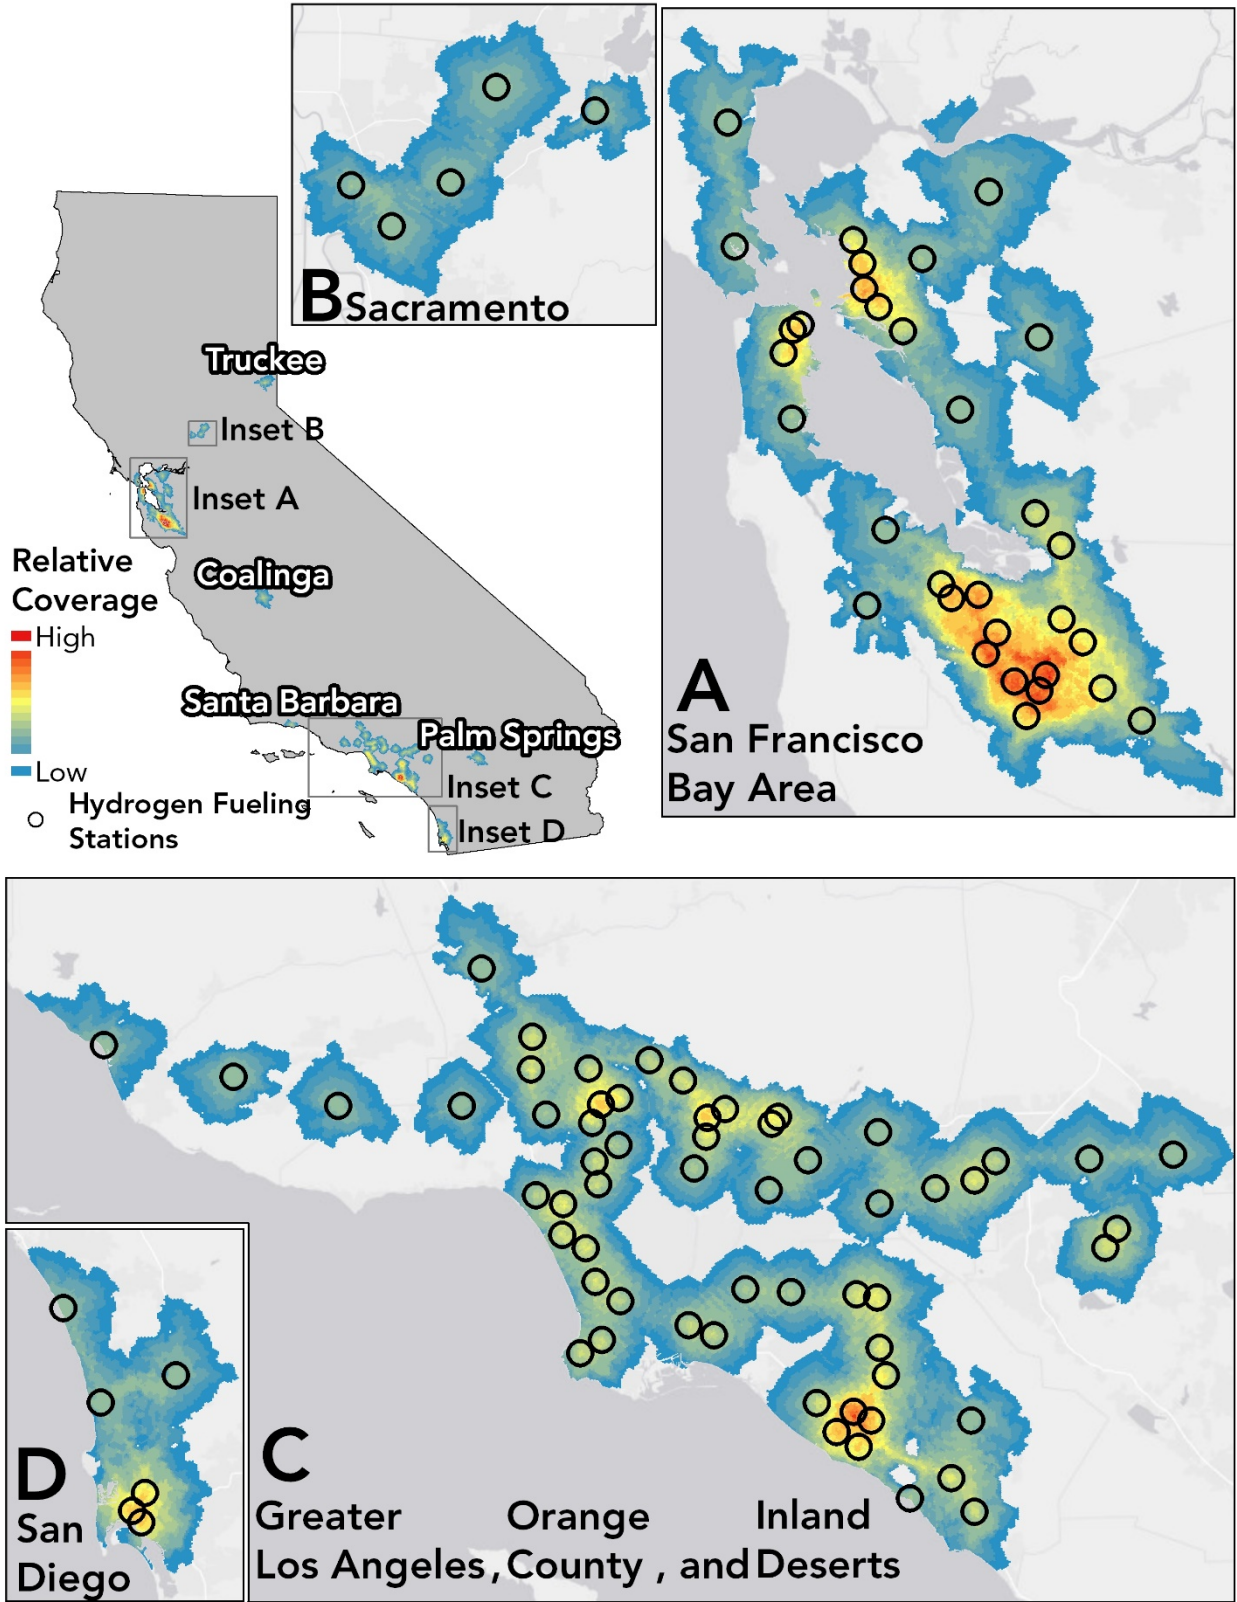 B Sacramento
Truckee
Inset B
Inset A
Relative
Coverage
High
Low
Coalinga
Santa Barbara
Palm Springs
Inset C
Hydrogen Fueling
Stations
Inset D
A
San Francisco
Bay Area
D
San
Diego
C
Greater Orange Inland
Los Angeles, County , and Deserts